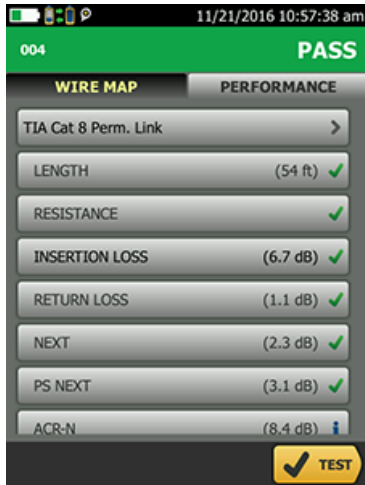 11/21/2016 10:57:38 am
004 PASS
WIRE MAP PERFORMANCE
TIA Cat 8 Perm. Link
LENGTH (54 ft)
RESISTANCE
INSERTION LOSS (6.7 dB)
RETURN LOSS (1.1 dB)
NEXT (2.3 dB)
PS NEXT (3.1 dB)
ACR-N (8.4 dB) i
TEST